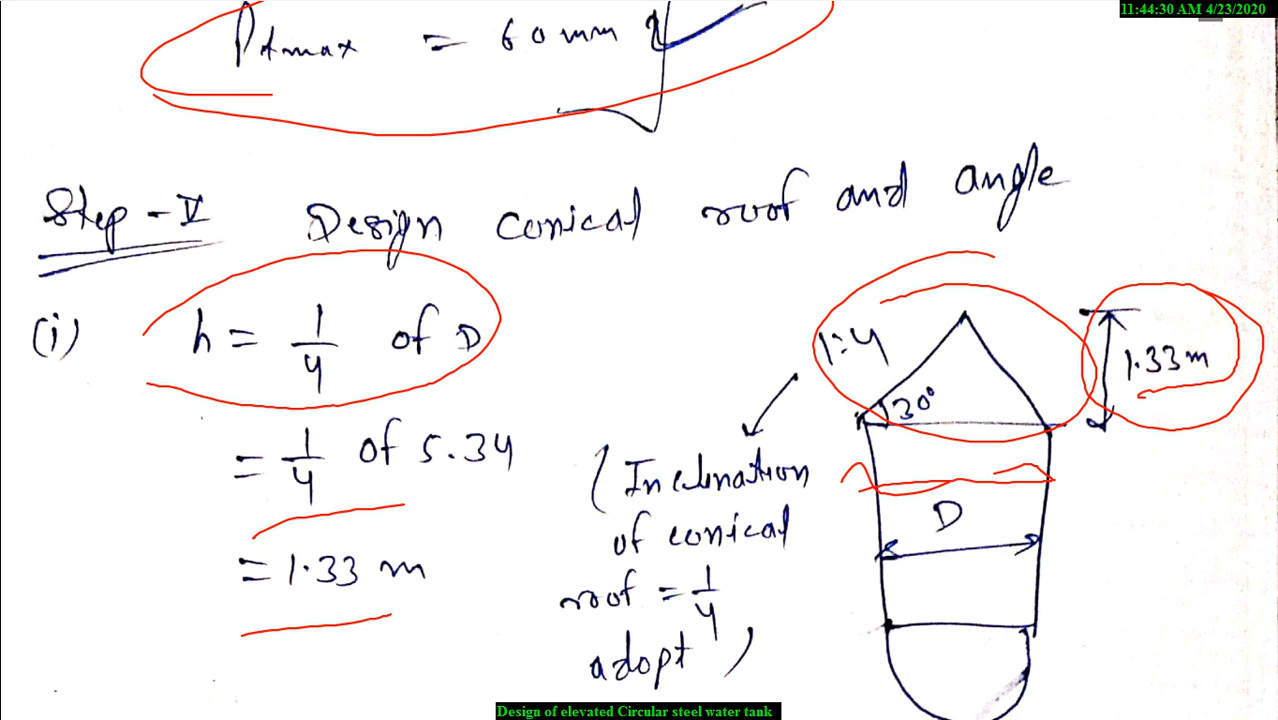 11:44:30 AM 4/23/2020
= 60 mm
Step-V Design conical roof and angle
(i) h = 1/4 of D
= 1/4 of 5.34
= 1.33 m
(Inclination
of conical
roof = 1/4
adopt)
1:4
30°
1.33 m
D
Design of elevated Circular steel water tank